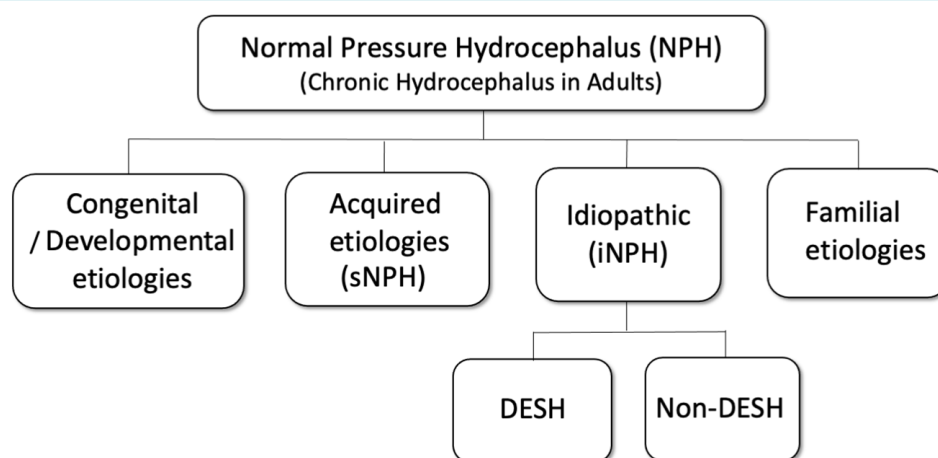 Normal Pressure Hydrocephalus (NPH)
(Chronic Hydrocephalus in Adults)
Congenital
/ Developmental
etiologies
Acquired
etiologies
(sNPH)
Idiopathic
(iNPH)
Familial
etiologies
DESH
Non-DESH